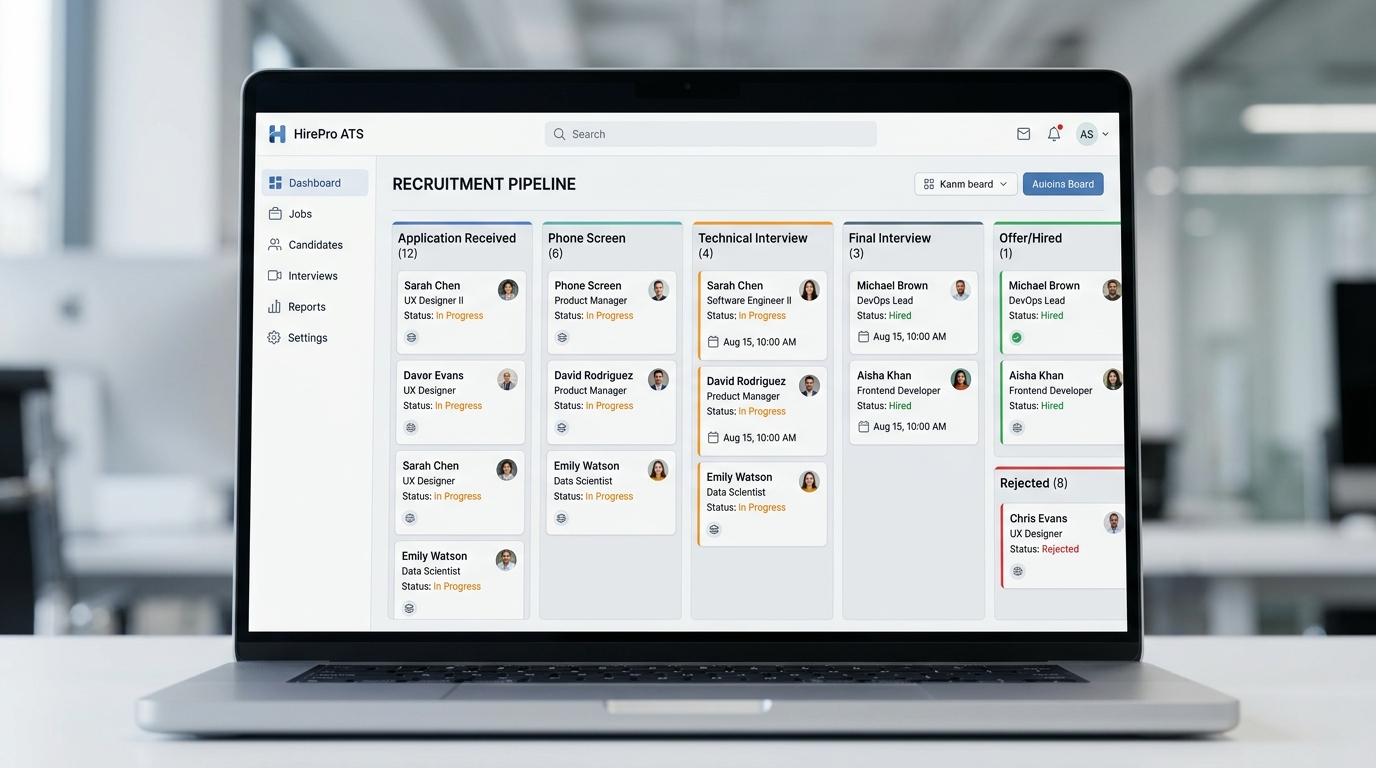 HirePro ATS
Search
AS
Dashboard
Jobs
Candidates
Interviews
Reports
Settings
RECRUITMENT PIPELINE
Kanm beard
Auioina Board
Application Received
(12)
Sarah Chen
UX Designer II
Status: In Progress
Davor Evans
UX Designer
Status: In Pregress
Sarah Chen
UX Designer
Status: In Progress
Emily Watson
Data Scientist
Status: In Progress
Phone Screen
(6)
Phone Screen
Product Manager
Status: In Progress
David Rodriguez
Product Manager
Status: In Progress
Emily Watson
Dats Scientist
Status: In Progress
Technical Interview
(4)
Sarah Chen
Software Engineer II
Status: In Progress
Aug 15, 10:00 AM
David Rodriguez
Product Manager
Status: In Progress
Aug 15, 10:00 AM
Emily Watson
Data Scientist
Status: In Progress
Final Interview
(3)
Michael Brown
DevOps Lead
Status: Hired
Aug 15, 10:00 AM
Aisha Khan
Frontend Developer
Status: Hired
Aug 15, 10:00 AM
Offer/Hired
(1)
Michael Brown
DevOps Lead
Status: Hired
Aisha Khan
Frontend Developer
Status: Hired
Rejected (8)
Chris Evans
UX Designer
Status: Rejected